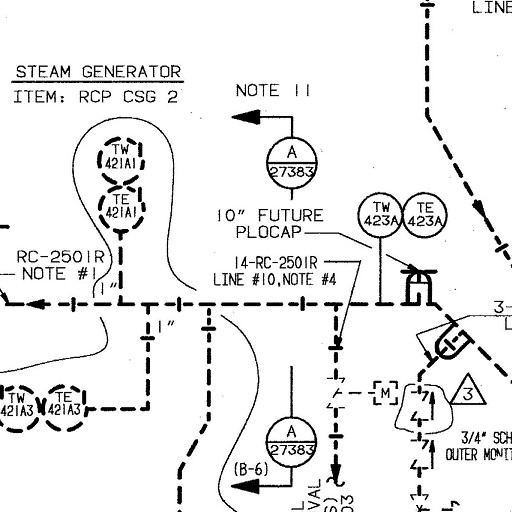 LINE
STEAM GENERATOR
ITEM: RCP CSG 2
NOTE 11
TW
421A1
A
27383
TE
421A1
TW
423A
TE
423A
10" FUTURE
PLOCAP
RC-2501R
NOTE #1
14-RC-2501R
LINE #10,NOTE #4
1"
1"
3-
L
TW
421A3
TE
421A3
M
3
A
27383
3/4" SCH
OUTER MONIT
(B-6)
VAL